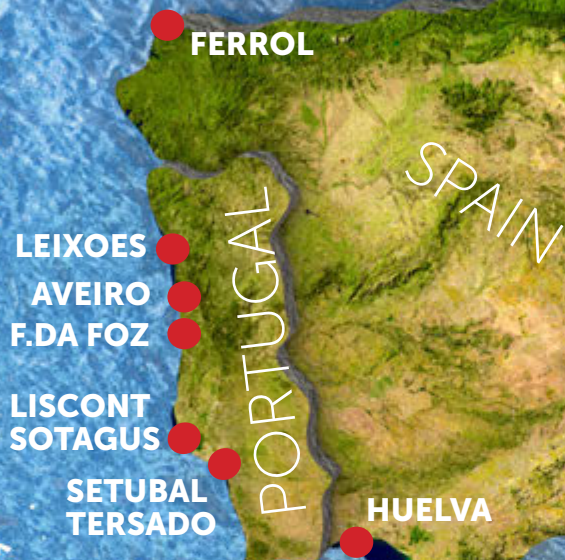 FERROL
SPAIN
PORTUGAL
LEIXOES
AVEIRO
F.DA FOZ
LISCONT
SOTAGUS
SETUBAL
TERSADO
HUELVA